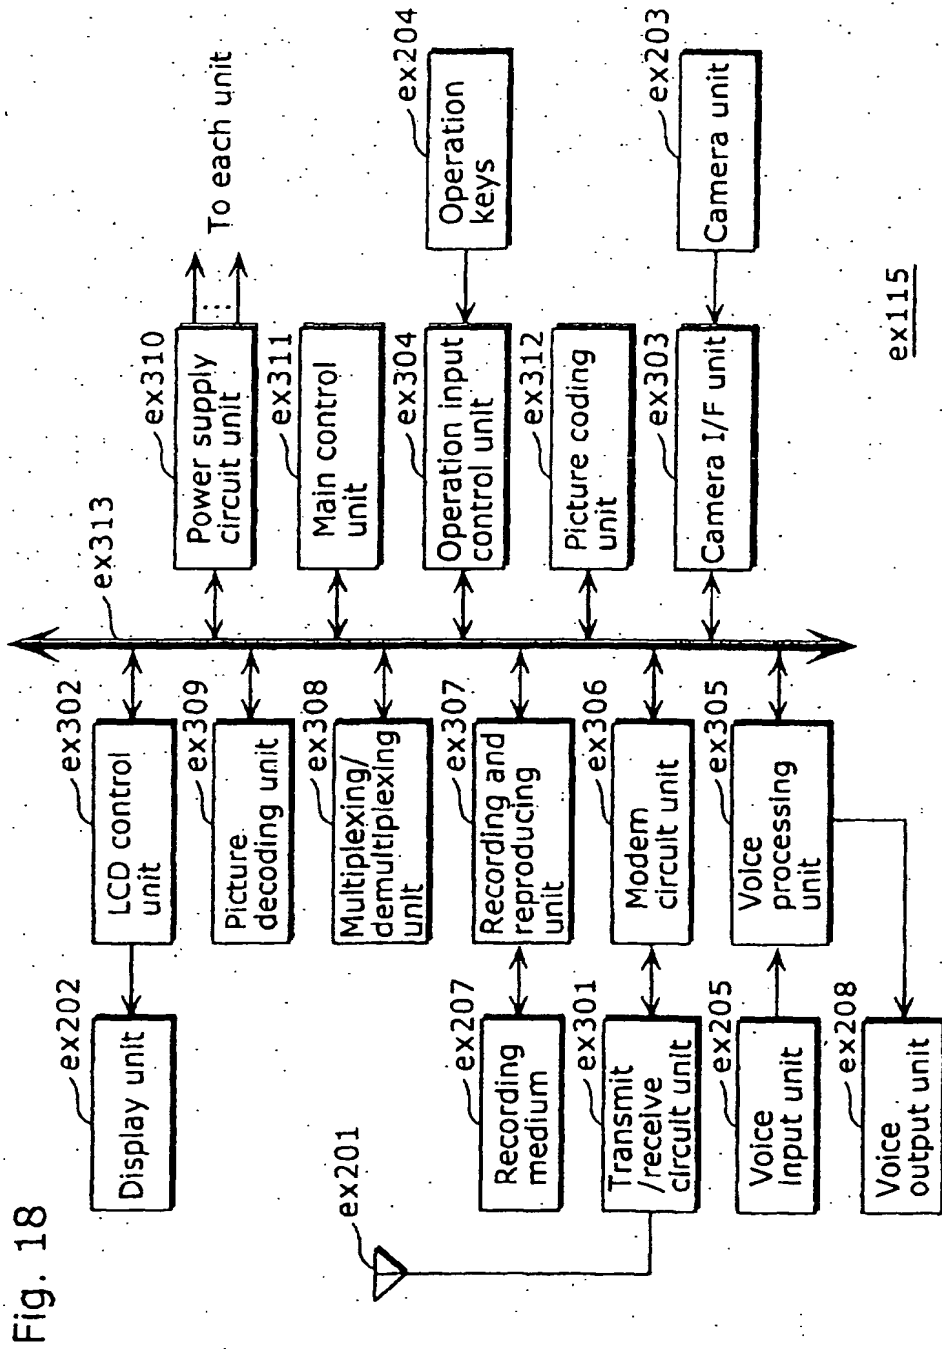 Fig. 18
ex201
ex202
Display unit
ex302
LCD control
unit
ex309
Picture
decoding unit
ex308
Multiplexing/
demultiplexing
unit
ex207
Recording
medium
ex307
Recording and
reproducing
unit
ex301
Transmit
/receive
circuit unit
ex306
Modem
circuit unit
ex205
Voice
input unit
ex305
Voice
processing
unit
ex208
Voice
output unit
ex313
ex310
Power supply
circuit unit
To each unit
ex311
Main control
unit
ex304
Operation input
control unit
ex204
Operation
keys
ex312
Picture coding
unit
ex303
Camera I/F unit
ex203
Camera unit
ex115